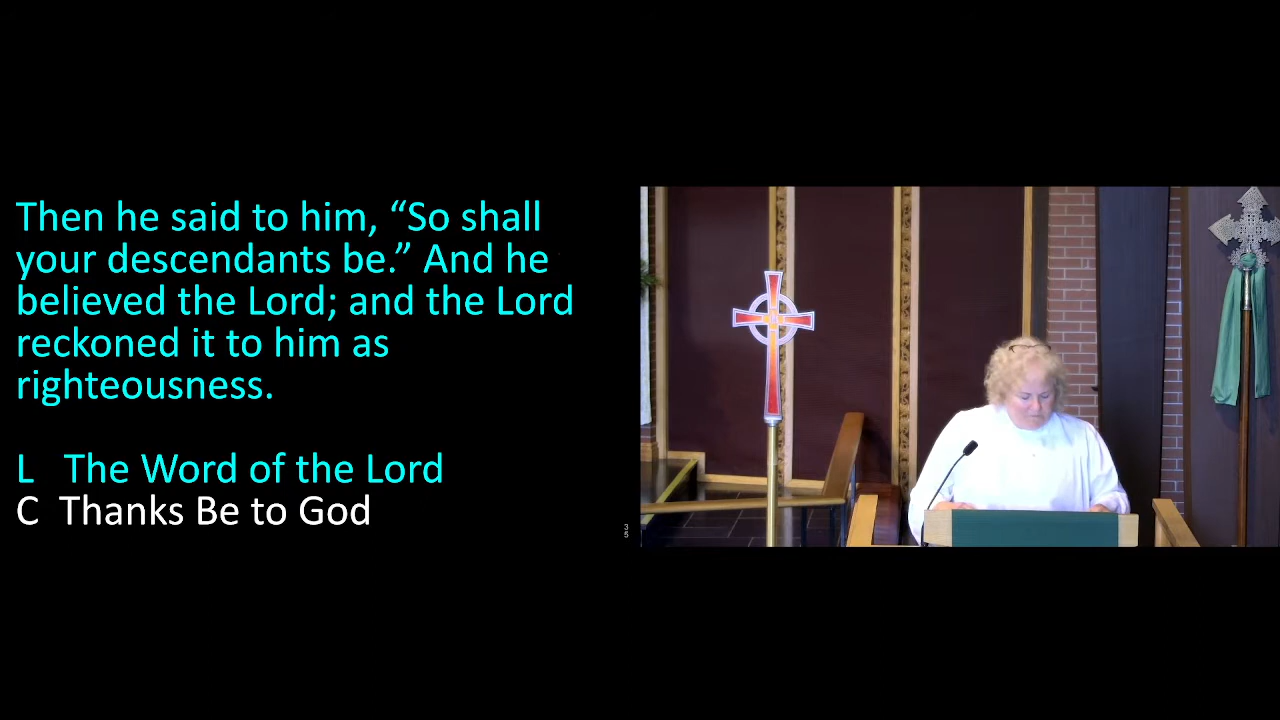 Then he said to him, “So shall
your descendants be.” And he
believed the Lord; and the Lord
reckoned it to him as
righteousness.
L The Word of the Lord
C Thanks Be to God
35